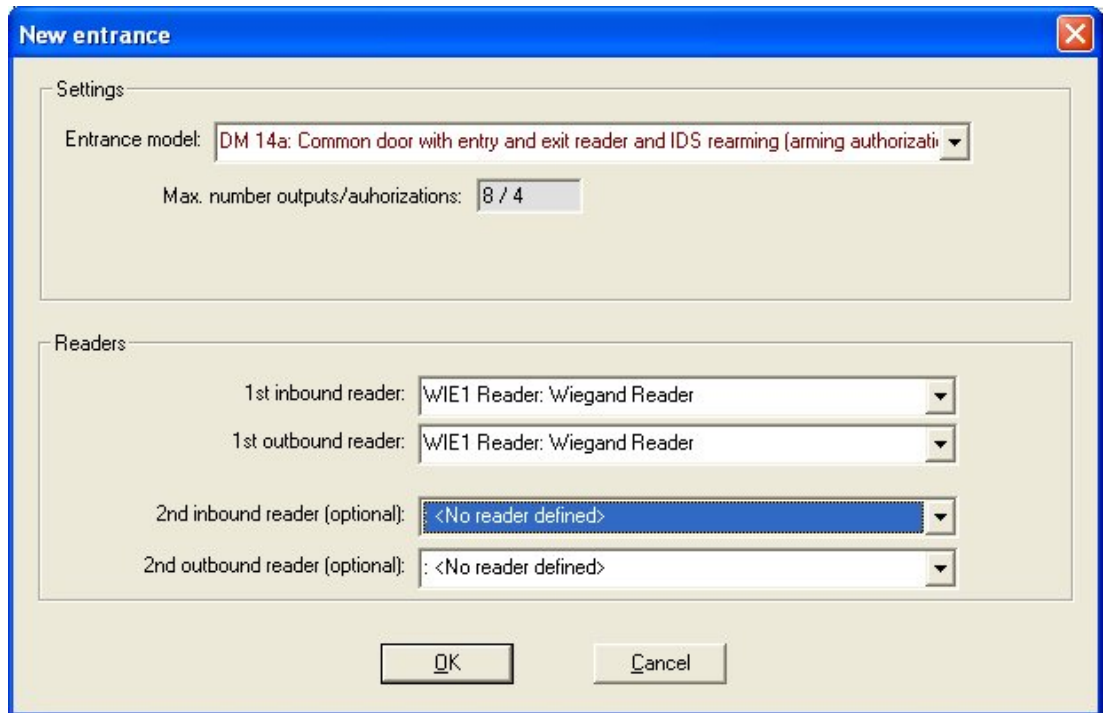 New entrance
Settings
Entrance model: DM 14a: Common door with entry and exit reader and IDS rearming (arming authorizati
Max. number outputs/auhorizations: 8 / 4
Readers
1st inbound reader: WIE1 Reader: Wiegand Reader
1st outbound reader: WIE1 Reader: Wiegand Reader
2nd inbound reader (optional): : <No reader defined>
2nd outbound reader (optional): : <No reader defined>
OK Cancel